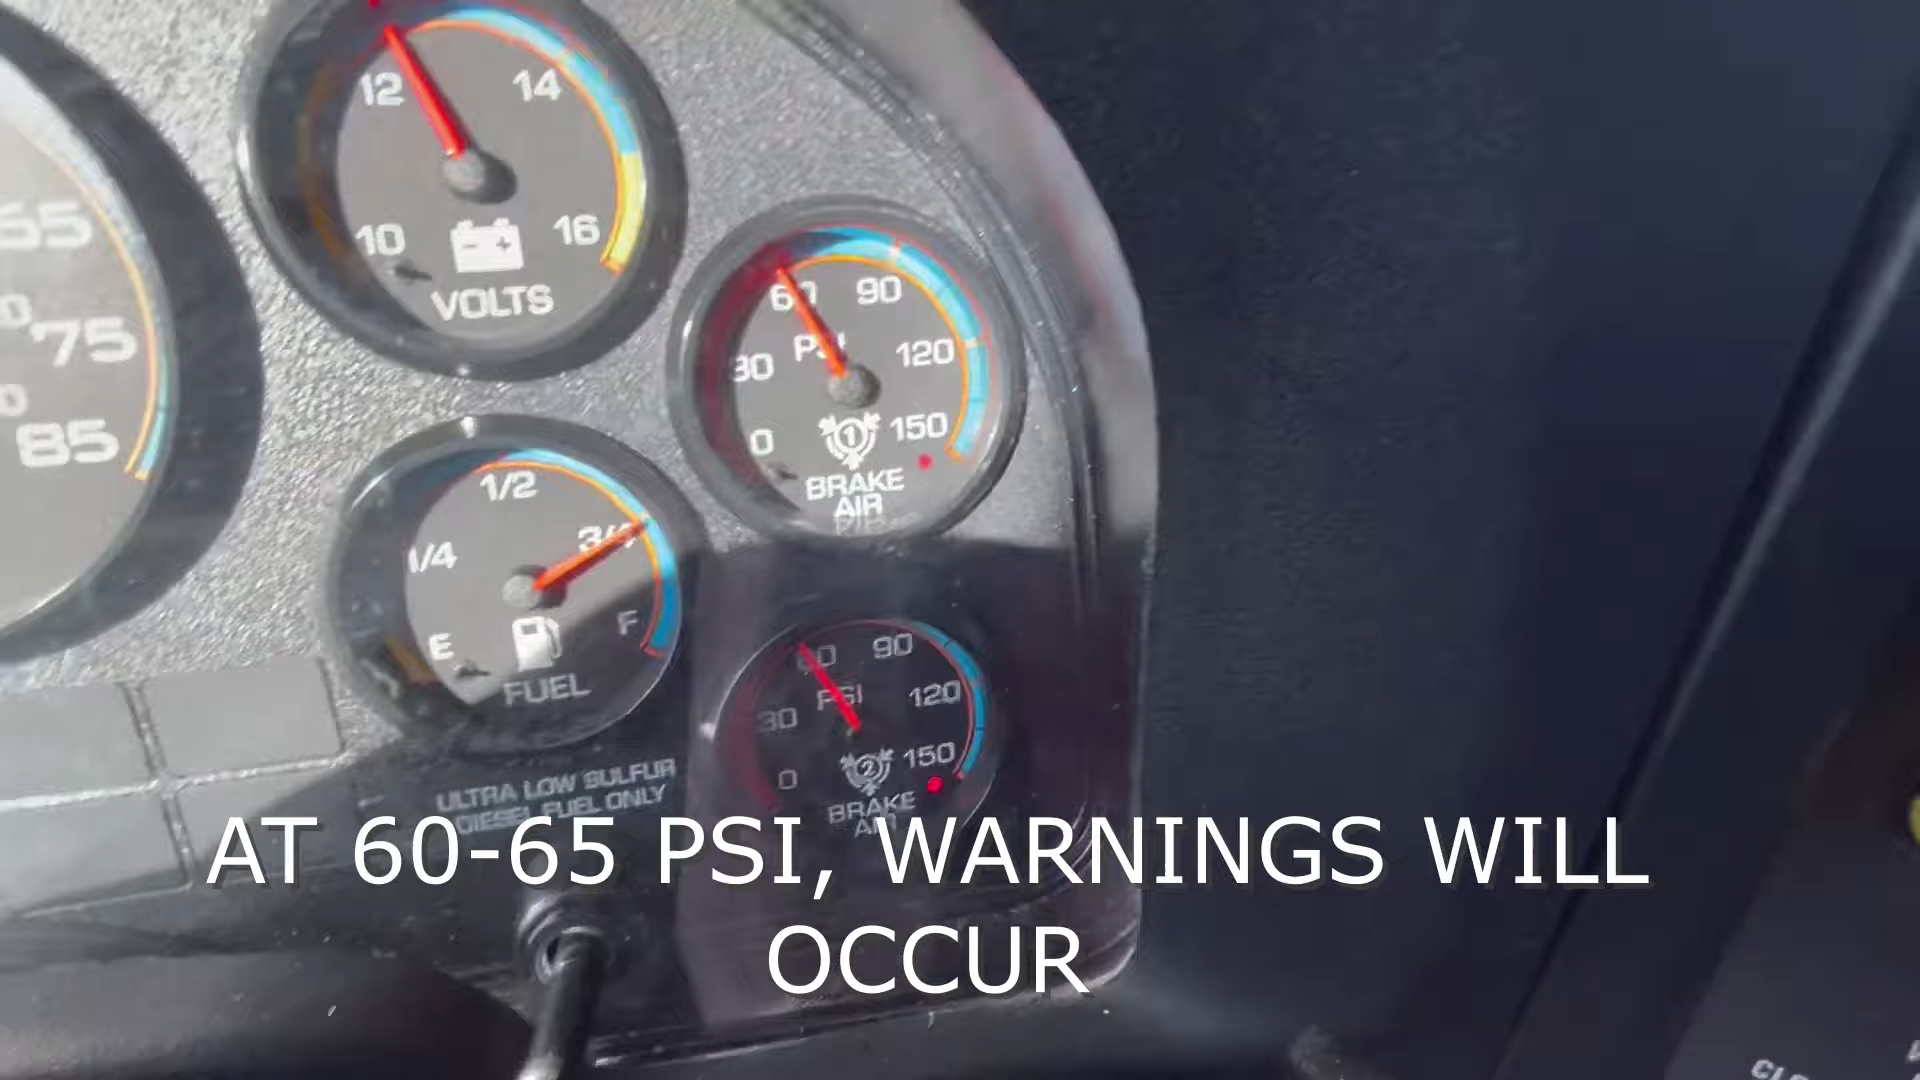 12
14
10
16
VOLTS
65
75
85
60
90
PSI
30
120
0
150
1
BRAKE
AIR
1/2
1/4
3/4
E
F
FUEL
60
90
PSI
30
120
0
150
2
BRAKE
AIR
ULTRA LOW SULFUR
DIESEL FUEL ONLY
AT 60-65 PSI, WARNINGS WILL
OCCUR